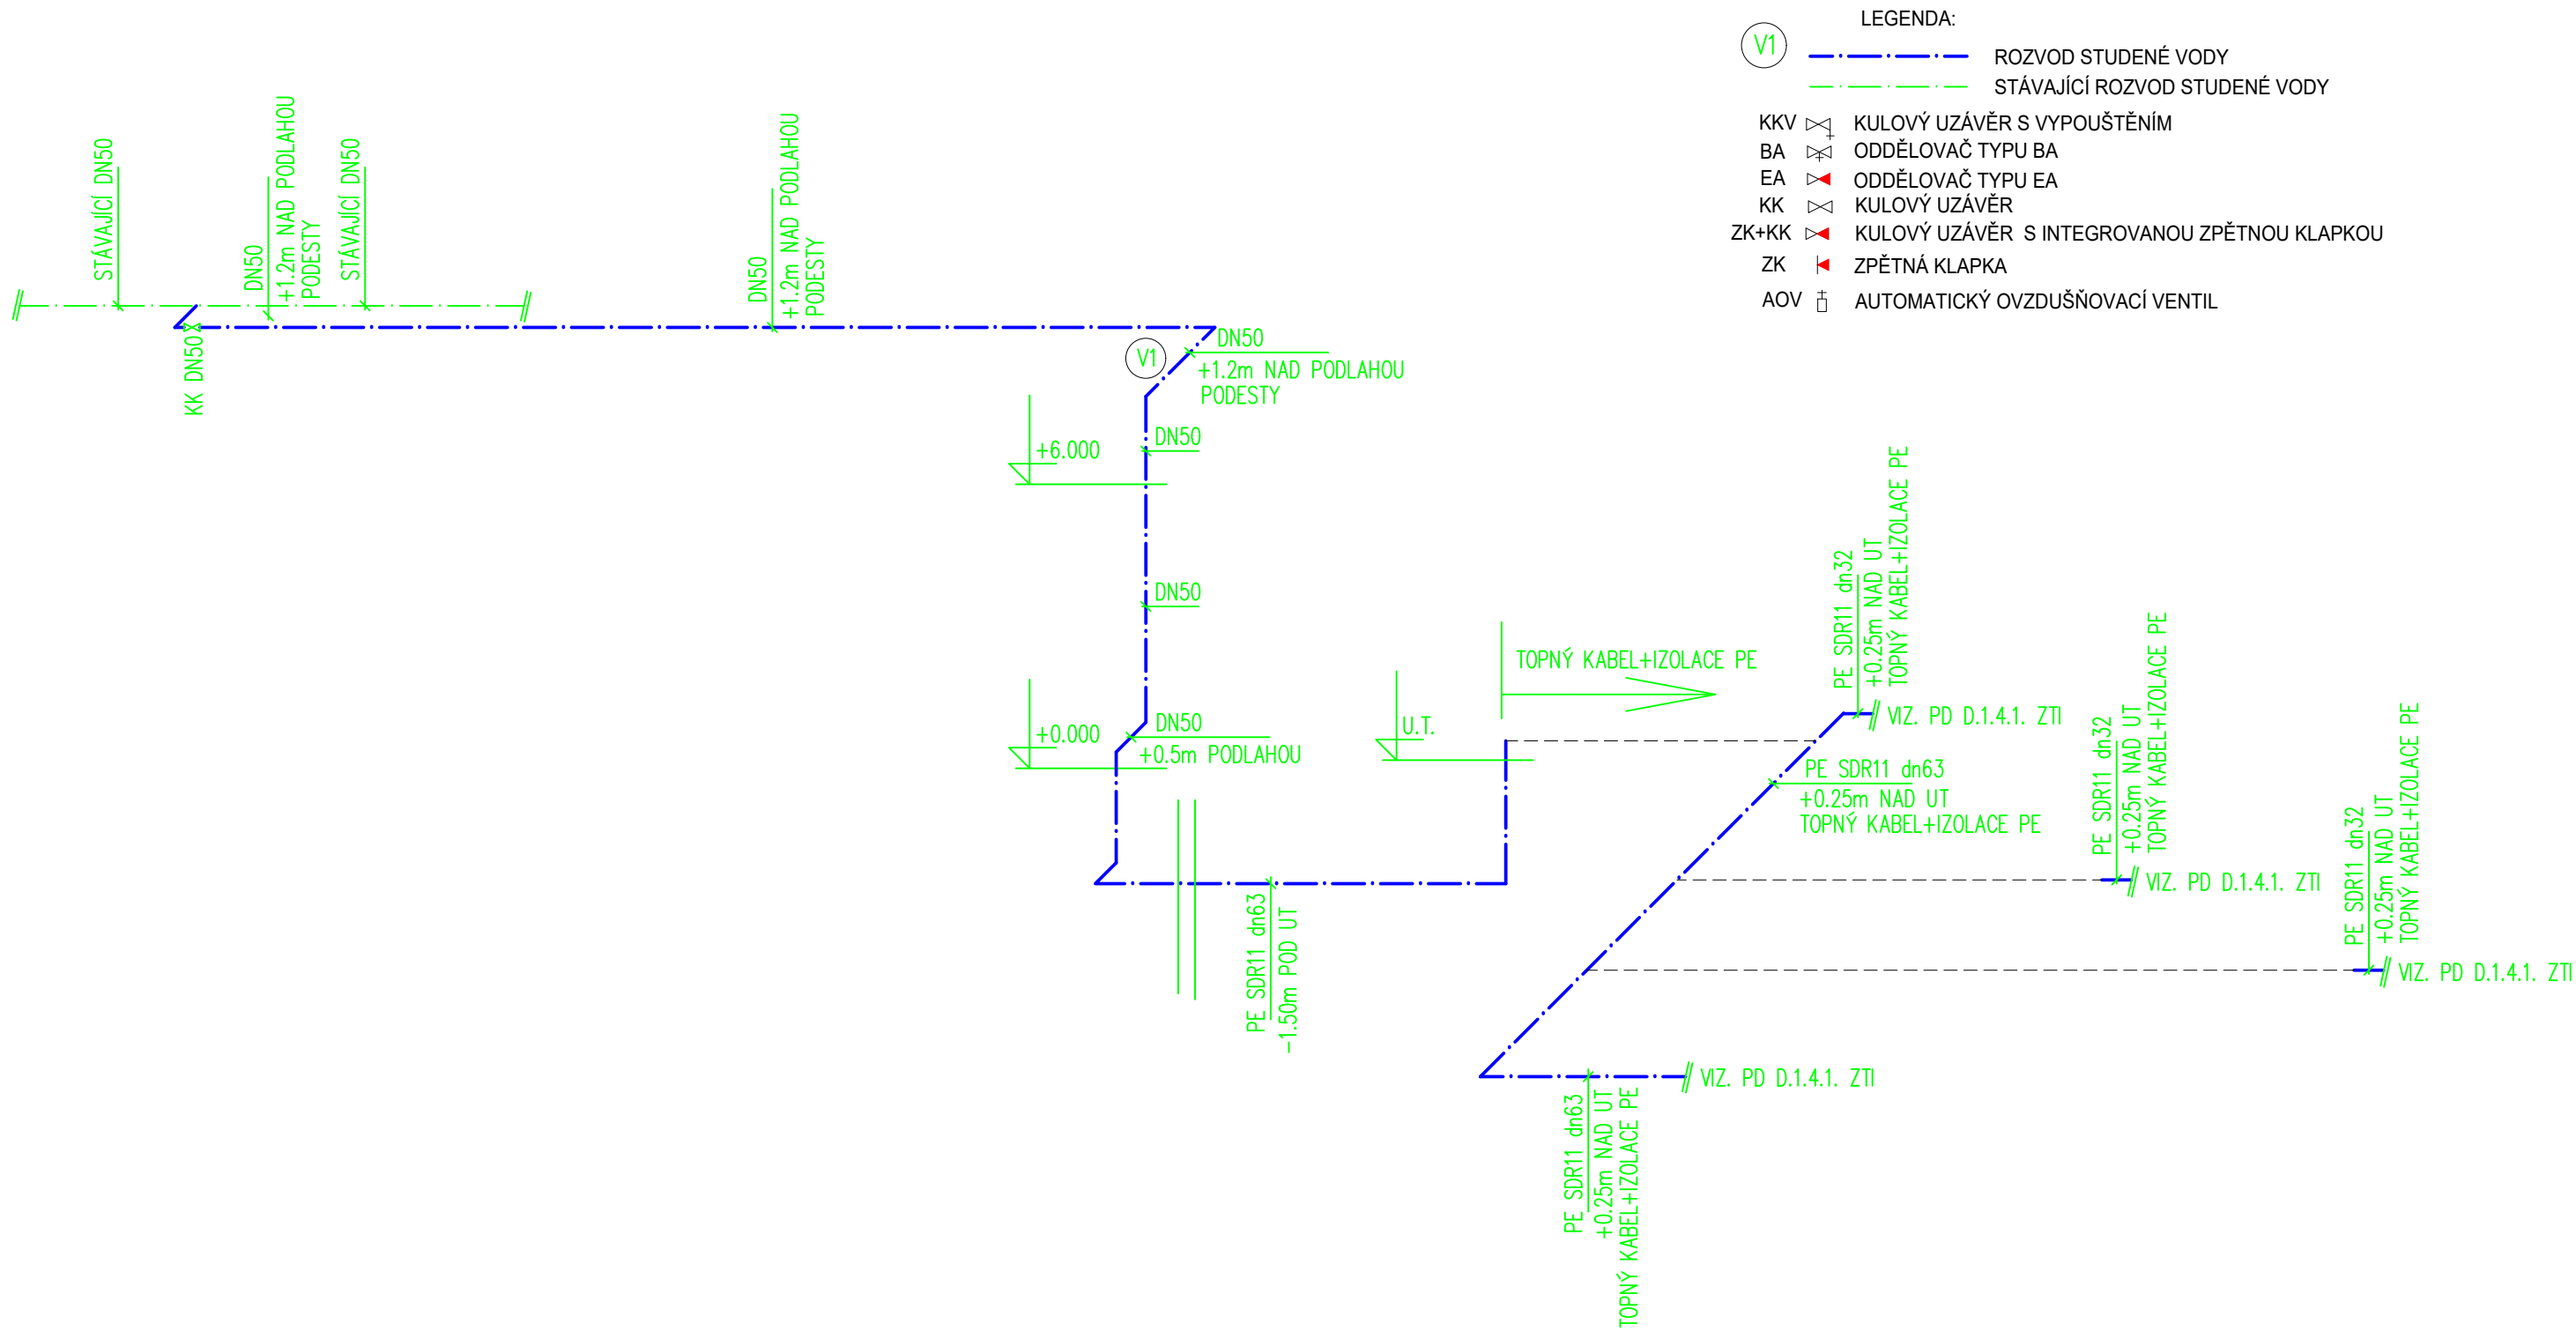 LEGENDA:
V1
ROZVOD STUDENÉ VODY
STÁVAJÍCÍ ROZVOD STUDENÉ VODY
KKV KULOVÝ UZÁVĚR S VYPOUŠTĚNÍM
BA ODDĚLOVAČ TYPU BA
EA ODDĚLOVAČ TYPU EA
KK KULOVÝ UZÁVĚR
ZK+KK KULOVÝ UZÁVĚR S INTEGROVANOU ZPĚTNOU KLAPKOU
ZK ZPĚTNÁ KLAPKA
AOV AUTOMATICKÝ OVZDUŠŇOVACÍ VENTIL
STÁVAJÍCÍ DN50
DN50
+1.2m NAD PODLAHOU
PODESTY
STÁVAJÍCÍ DN50
KK DN50
DN50
+1.2m NAD PODLAHOU
PODESTY
V1
DN50
+1.2m NAD PODLAHOU
PODESTY
+6.000
DN50
DN50
+0.000
DN50
+0.5m PODLAHOU
PE SDR11 dn63
-1.50m POD UT
U.T.
TOPNÝ KABEL+IZOLACE PE
PE SDR11 dn32
+0.25m NAD UT
TOPNÝ KABEL+IZOLACE PE
VIZ. PD D.1.4.1. ZTI
PE SDR11 dn63
+0.25m NAD UT
TOPNÝ KABEL+IZOLACE PE
PE SDR11 dn32
+0.25m NAD UT
TOPNÝ KABEL+IZOLACE PE
VIZ. PD D.1.4.1. ZTI
PE SDR11 dn32
+0.25m NAD UT
TOPNÝ KABEL+IZOLACE PE
VIZ. PD D.1.4.1. ZTI
VIZ. PD D.1.4.1. ZTI
PE SDR11 dn63
+0.25m NAD UT
TOPNÝ KABEL+IZOLACE PE